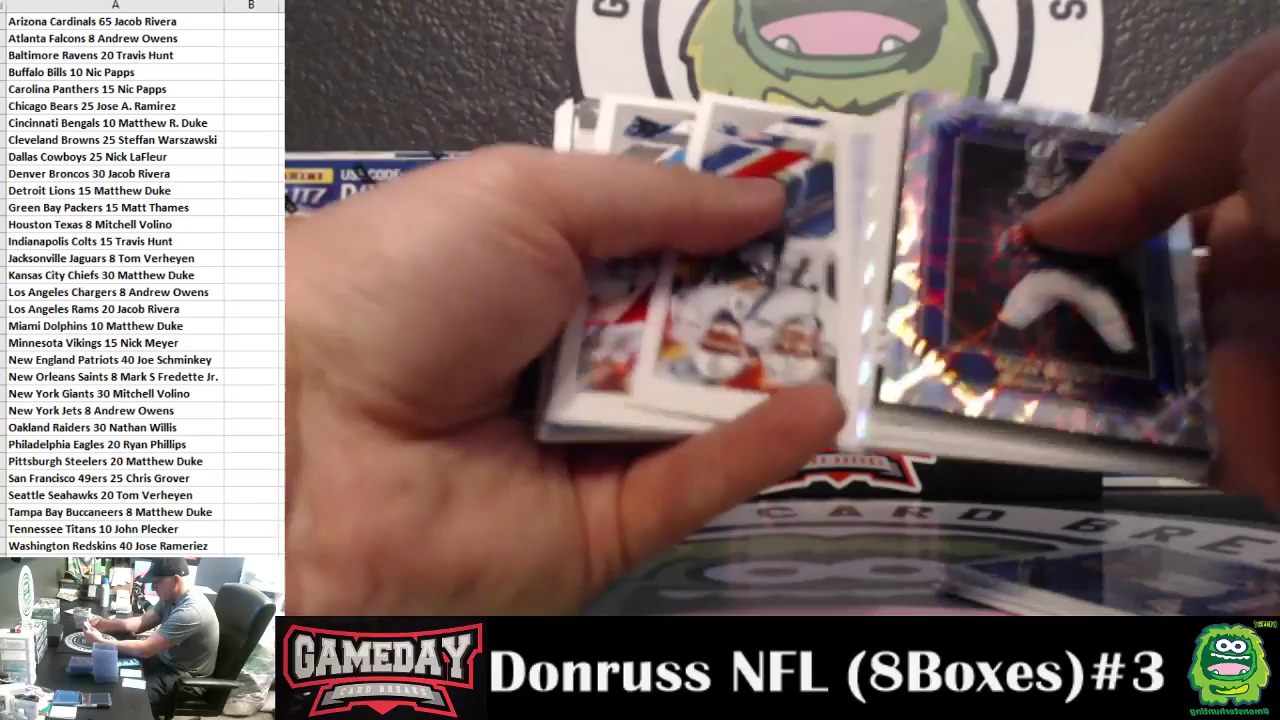 A B
Arizona Cardinals 65 Jacob Rivera
Atlanta Falcons 8 Andrew Owens
Baltimore Ravens 20 Travis Hunt
Buffalo Bills 10 Nic Papps
Carolina Panthers 15 Nic Papps
Chicago Bears 25 Jose A. Ramirez
Cincinnati Bengals 10 Matthew R. Duke
Cleveland Browns 25 Steffan Warszawski
Dallas Cowboys 25 Nick LaFleur
Denver Broncos 30 Jacob Rivera
Detroit Lions 15 Matthew Duke
Green Bay Packers 15 Matt Thames
Houston Texas 8 Mitchell Volino
Indianapolis Colts 15 Travis Hunt
Jacksonville Jaguars 8 Tom Verheyen
Kansas City Chiefs 30 Matthew Duke
Los Angeles Chargers 8 Andrew Owens
Los Angeles Rams 20 Jacob Rivera
Miami Dolphins 10 Matthew Duke
Minnesota Vikings 15 Nick Meyer
New England Patriots 40 Joe Schminkey
New Orleans Saints 8 Mark S Fredette Jr.
New York Giants 30 Mitchell Volino
New York Jets 8 Andrew Owens
Oakland Raiders 30 Nathan Willis
Philadelphia Eagles 20 Ryan Phillips
Pittsburgh Steelers 20 Matthew Duke
San Francisco 49ers 25 Chris Grover
Seattle Seahawks 20 Tom Verheyen
Tampa Bay Buccaneers 8 Matthew Duke
Tennessee Titans 10 John Plecker
Washington Redskins 40 Jose Rameriez
USE CODE
CARD BRE
GAMEDAY
CARD BREAKS
Donruss NFL (8Boxes)#3
#monsterhunting